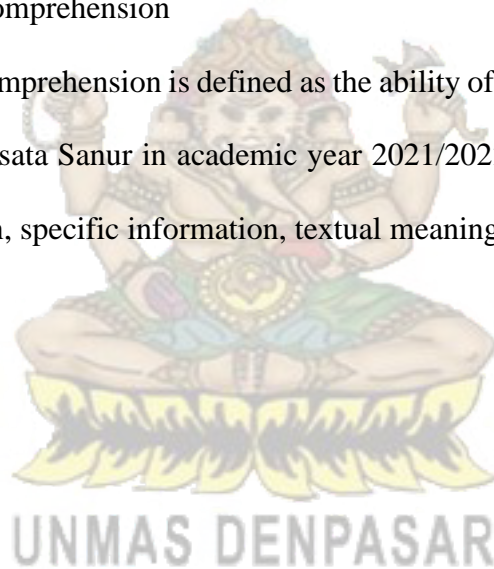 omprehension
mprehension is defined as the ability of
sata Sanur in academic year 2021/202
, specific information, textual meaning
UNMAS DENPASAR